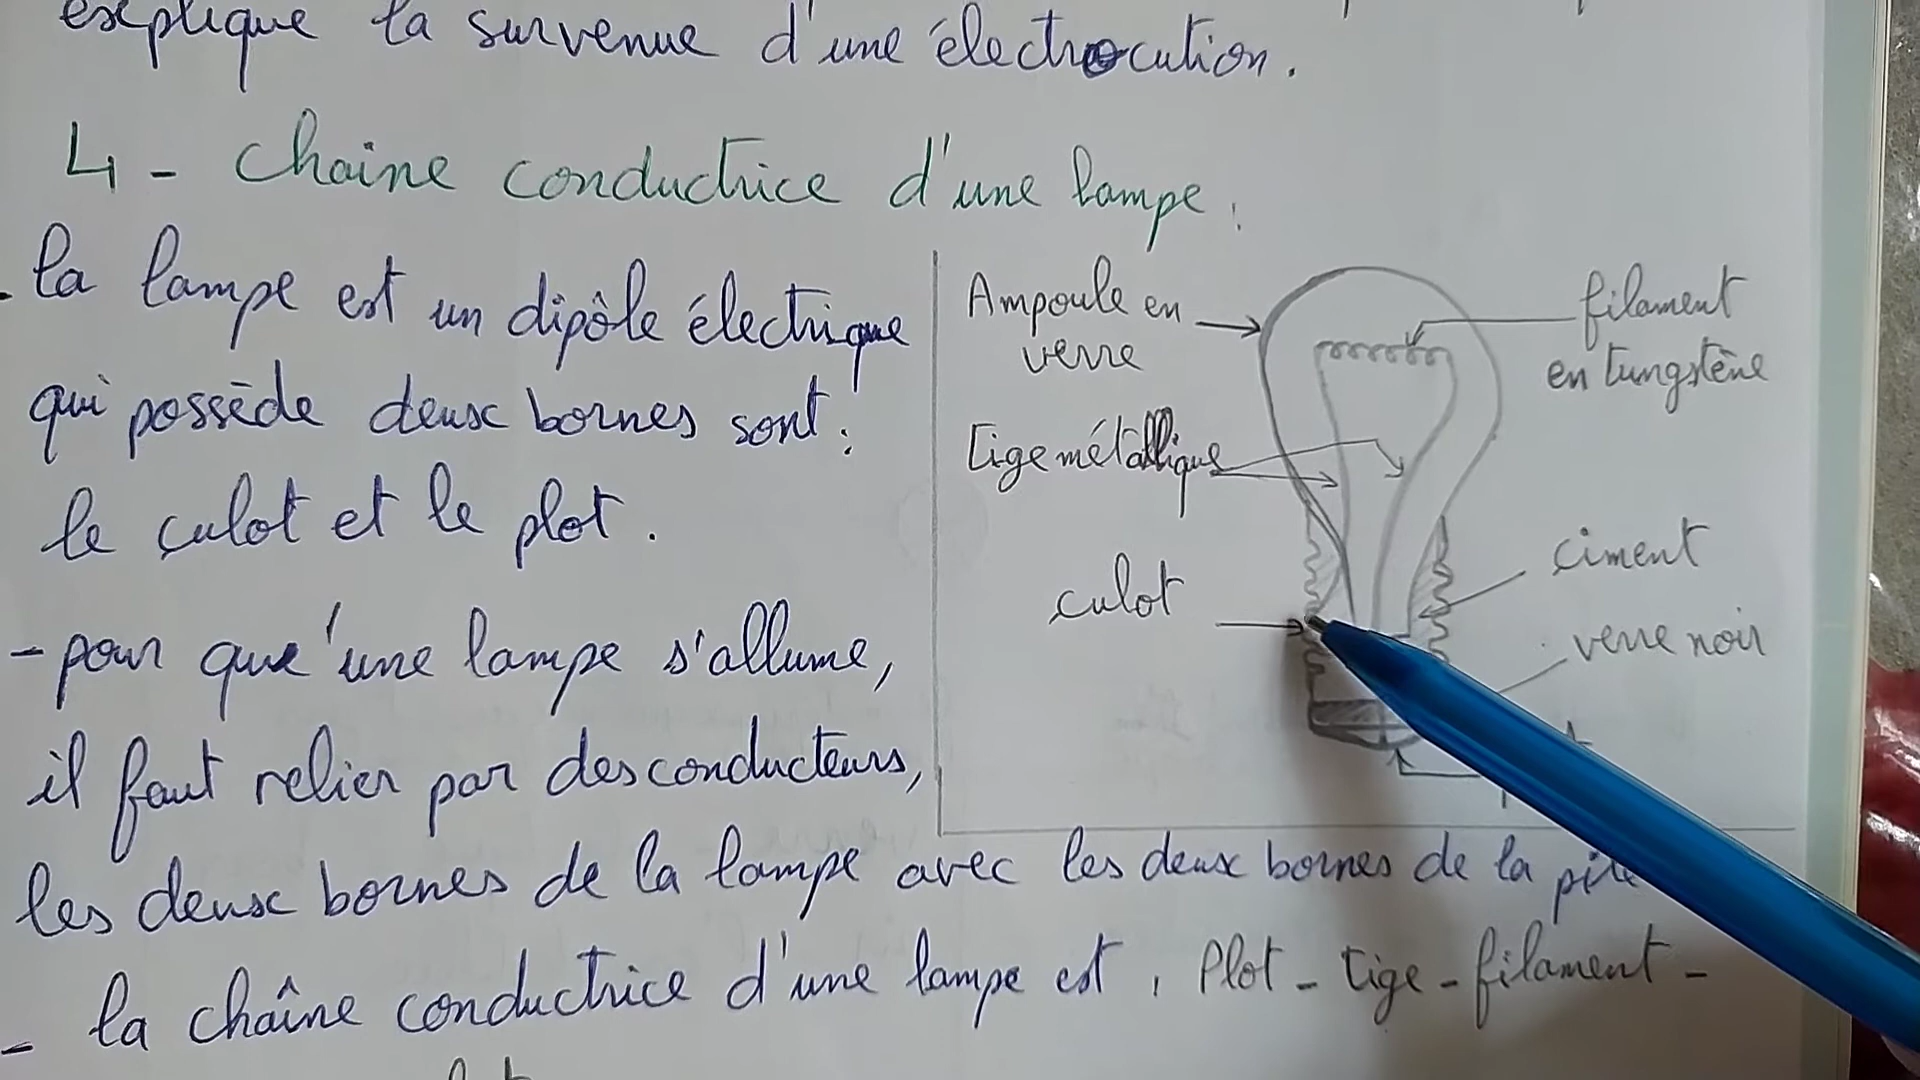 explique la survenue d'une électrocution.
4 - Chaine conductrice d'une lampe :
- la lampe est un dipôle électrique
qui possède deux bornes sont :
le culot et le plot.
- pour que'une lampe s'allume,
il faut relier par des conducteurs,
les deux bornes de la lampe avec les deux bornes de la pile
- la chaîne conductrice d'une lampe est : Plot - tige - filament -
Ampoule en
verre
Tige métallique
culot
filament
en tungstène
ciment
verre noir